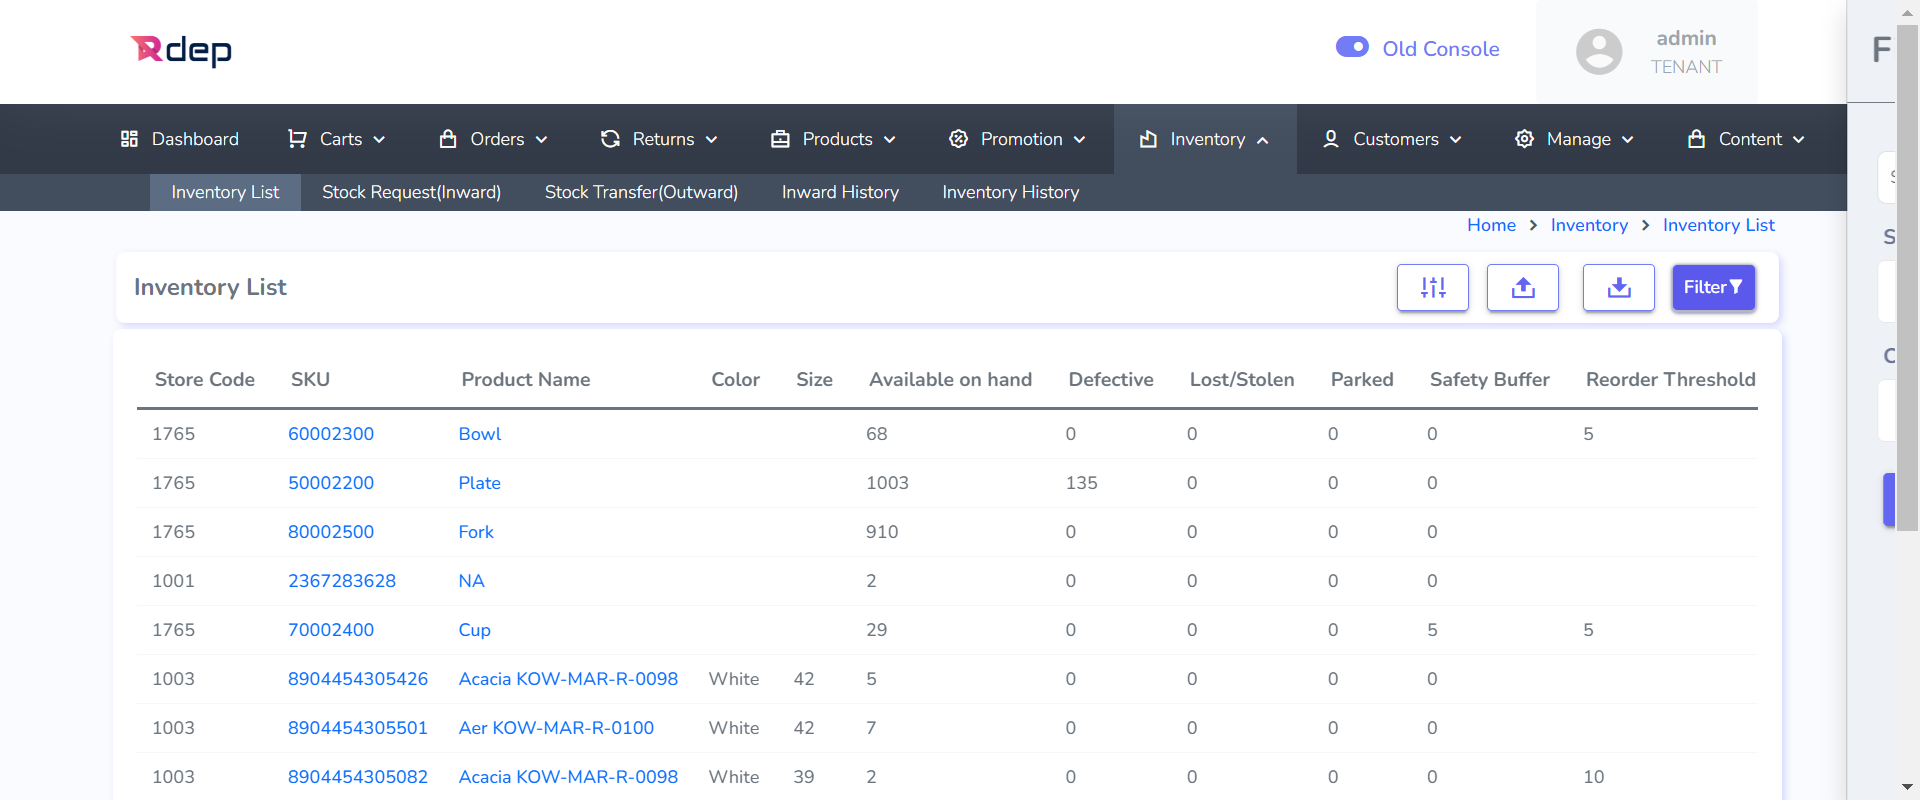 Rdep
Old Console
admin
TENANT
F
Dashboard Carts Orders Returns Products Promotion Inventory Customers Manage Content
Inventory List Stock Request(Inward) Stock Transfer(Outward) Inward History Inventory History
Home > Inventory > Inventory List
Inventory List
Filter
Store Code SKU Product Name Color Size Available on hand Defective Lost/Stolen Parked Safety Buffer Reorder Threshold
1765 60002300 Bowl 68 0 0 0 0 5
1765 50002200 Plate 1003 135 0 0 0
1765 80002500 Fork 910 0 0 0 0
1001 2367283628 NA 2 0 0 0 0
1765 70002400 Cup 29 0 0 0 5 5
1003 8904454305426 Acacia KOW-MAR-R-0098 White 42 5 0 0 0 0
1003 8904454305501 Aer KOW-MAR-R-0100 White 42 7 0 0 0 0
1003 8904454305082 Acacia KOW-MAR-R-0098 White 39 2 0 0 0 0 10